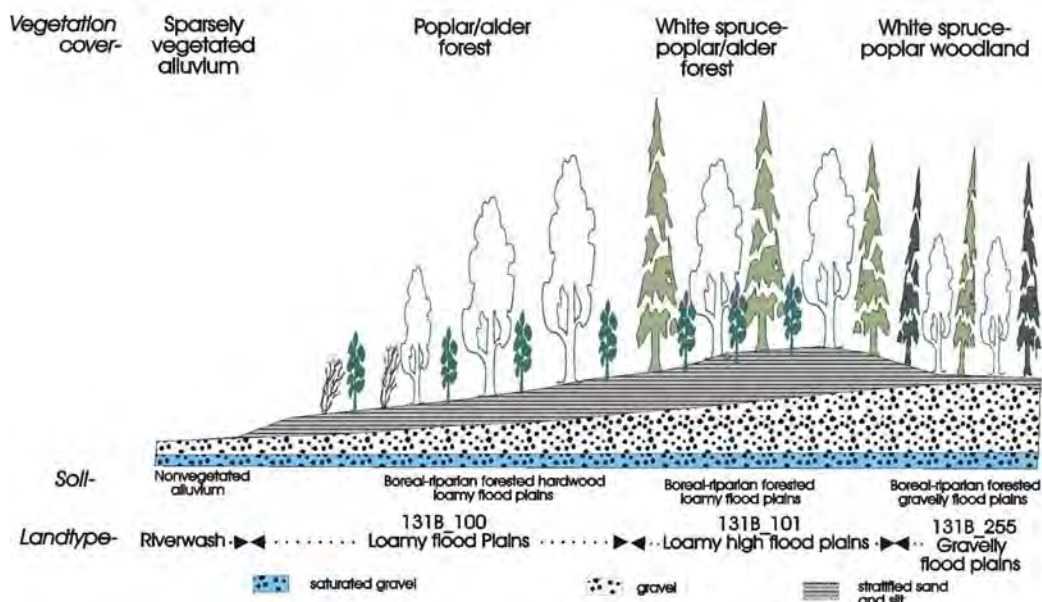 Vegetation cover-
Sparsely vegetated alluvium
Poplar/alder forest
White spruce-poplar/alder forest
White spruce-poplar woodland
Soil-
Nonvegetated alluvium
Boreal-riparian forested hardwood loamy flood plains
Boreal-riparian forested loamy flood plains
Boreal-riparian forested gravelly flood plains
Landtype-
Riverwash
131B_100
Loamy flood Plains
131B_101
Loamy high flood plains
131B_255
Gravelly flood plains
saturated gravel
gravel
stratified sand and silt